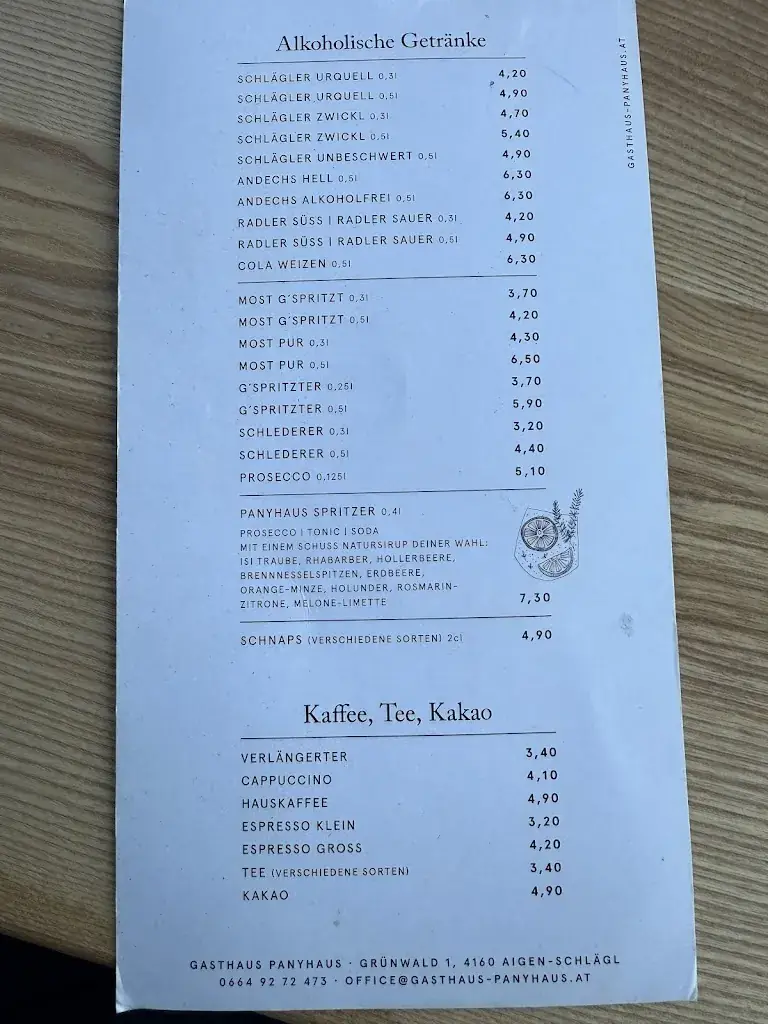 GASTHAUS-PANYHAUS.AT
Alkoholische Getränke
SCHLÄGLER URQUELL 0,3l 4,20
SCHLÄGLER URQUELL 0,5l 4,90
SCHLÄGLER ZWICKL 0,3l 4,70
SCHLÄGLER ZWICKL 0,5l 5,40
SCHLÄGLER UNBESCHWERT 0,5l 4,90
ANDECHS HELL 0,5l 6,30
ANDECHS ALKOHOLFREI 0,5l 6,30
RADLER SÜSS | RADLER SAUER 0,3l 4,20
RADLER SÜSS | RADLER SAUER 0,5l 4,90
COLA WEIZEN 0,5l 6,30
MOST G'SPRITZT 0,3l 3,70
MOST G'SPRITZT 0,5l 4,20
MOST PUR 0,3l 4,30
MOST PUR 0,5l 6,50
G'SPRITZTER 0,25l 3,70
G'SPRITZTER 0,5l 5,90
SCHLEDERER 0,3l 3,20
SCHLEDERER 0,5l 4,40
PROSECCO 0,125l 5,10
PANYHAUS SPRITZER 0,4l
PROSECCO | TONIC | SODA
MIT EINEM SCHUSS NATURSIRUP DEINER WAHL:
ISI TRAUBE, RHABARBER, HOLLERBEERE,
BRENNNESSELSPITZEN, ERDBEERE,
ORANGE-MINZE, HOLUNDER, ROSMARIN-
ZITRONE, MELONE-LIMETTE 7,30
SCHNAPS (VERSCHIEDENE SORTEN) 2cl 4,90
Kaffee, Tee, Kakao
VERLÄNGERTER 3,40
CAPPUCCINO 4,10
HAUSKAFFEE 4,90
ESPRESSO KLEIN 3,20
ESPRESSO GROSS 4,20
TEE (VERSCHIEDENE SORTEN) 3,40
KAKAO 4,90
GASTHAUS PANYHAUS · GRÜNWALD 1, 4160 AIGEN-SCHLÄGL
0664 92 72 473 · OFFICE@GASTHAUS-PANYHAUS.AT